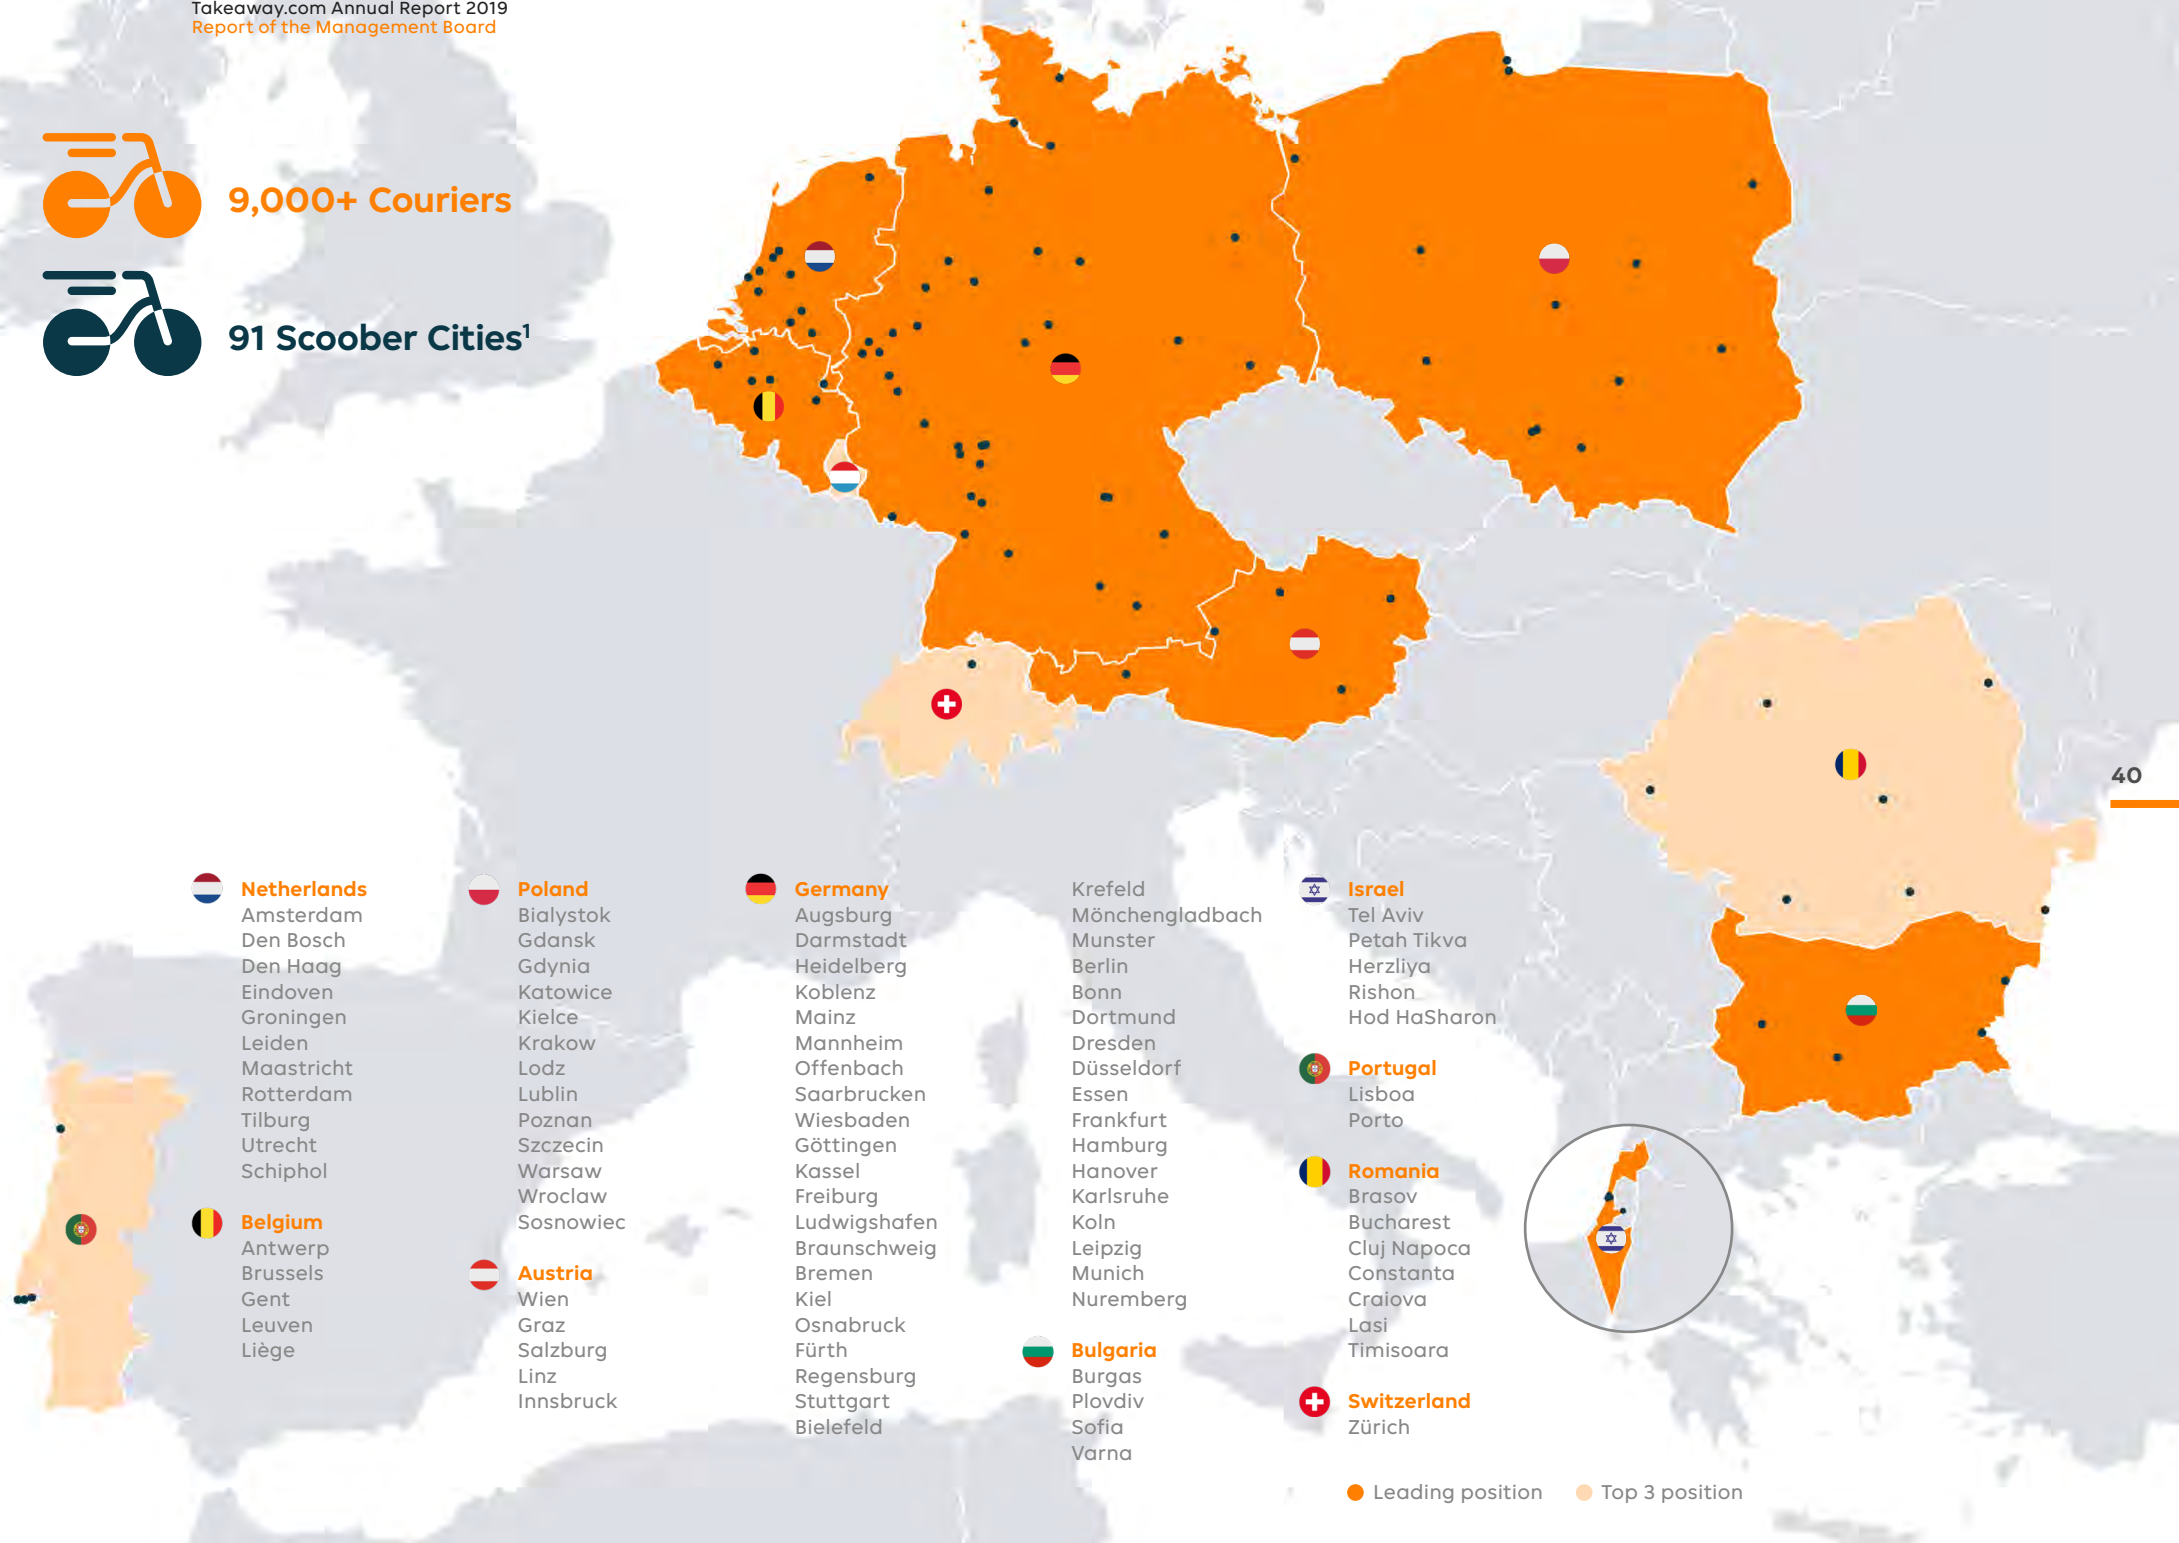 Takeaway.com Annual Report 2019
Report of the Management Board
9,000+ Couriers
91 Scoober Cities¹
40
Netherlands
Amsterdam
Den Bosch
Den Haag
Eindoven
Groningen
Leiden
Maastricht
Rotterdam
Tilburg
Utrecht
Schiphol
Belgium
Antwerp
Brussels
Gent
Leuven
Liège
Poland
Bialystok
Gdansk
Gdynia
Katowice
Kielce
Krakow
Lodz
Lublin
Poznan
Szczecin
Warsaw
Wroclaw
Sosnowiec
Austria
Wien
Graz
Salzburg
Linz
Innsbruck
Germany
Augsburg
Darmstadt
Heidelberg
Koblenz
Mainz
Mannheim
Offenbach
Saarbrucken
Wiesbaden
Göttingen
Kassel
Freiburg
Ludwigshafen
Braunschweig
Bremen
Kiel
Osnabruck
Fürth
Regensburg
Stuttgart
Bielefeld
Krefeld
Mönchengladbach
Munster
Berlin
Bonn
Dortmund
Dresden
Düsseldorf
Essen
Frankfurt
Hamburg
Hanover
Karlsruhe
Koln
Leipzig
Munich
Nuremberg
Bulgaria
Burgas
Plovdiv
Sofia
Varna
Israel
Tel Aviv
Petah Tikva
Herzliya
Rishon
Hod HaSharon
Portugal
Lisboa
Porto
Romania
Brasov
Bucharest
Cluj Napoca
Constanta
Craiova
Lasi
Timisoara
Switzerland
Zürich
Leading position
Top 3 position